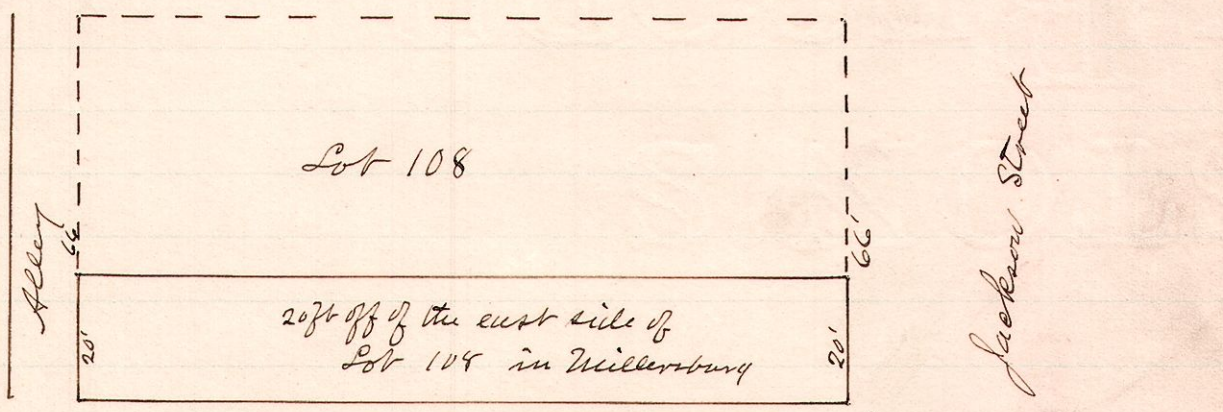 Alley
66'
Lot 108
66'
Jackson Street
20'
20ft off of the east side of
Lot 108 in Millersburg
20'